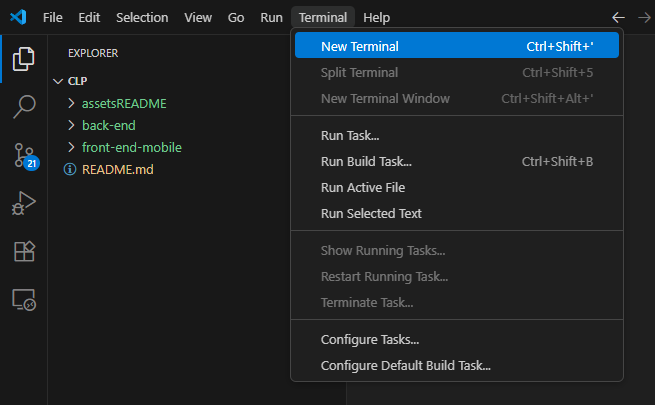 File Edit Selection View Go Run Terminal Help
EXPLORER
CLP
assetsREADME
back-end
front-end-mobile
README.md
21
New Terminal Ctrl+Shift+'
Split Terminal Ctrl+Shift+5
New Terminal Window Ctrl+Shift+Alt+'
Run Task...
Run Build Task... Ctrl+Shift+B
Run Active File
Run Selected Text
Show Running Tasks...
Restart Running Task...
Terminate Task...
Configure Tasks...
Configure Default Build Task...